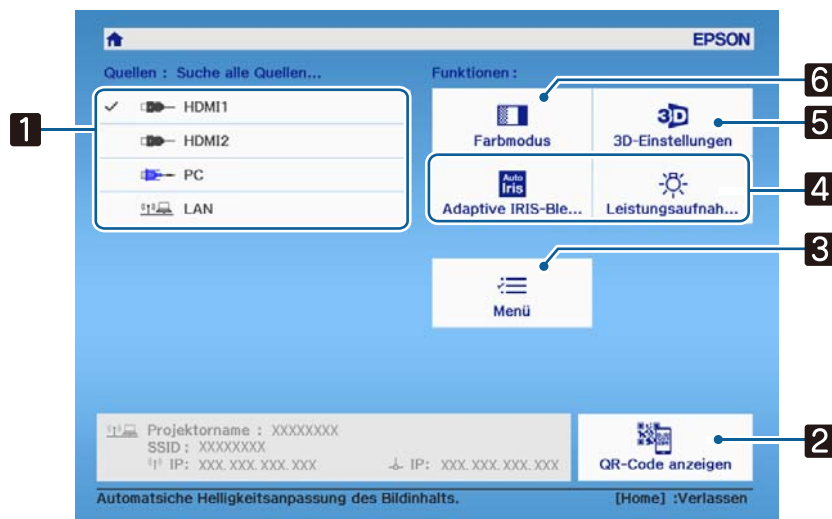 EPSON
Quellen : Suche alle Quellen...
Funktionen :
1
HDMI1
HDMI2
PC
LAN
6
Farbmodus
3D
3D-Einstellungen
5
Auto
Iris
Adaptive IRIS-Ble...
Leistungsaufnah...
4
3
Menü
Projektorname : XXXXXXXX
SSID : XXXXXXXX
IP: XXX. XXX. XXX. XXX
IP: XXX. XXX. XXX. XXX
QR-Code anzeigen
2
Automatsiche Helligkeitsanpassung des Bildinhalts.
[Home] :Verlassen